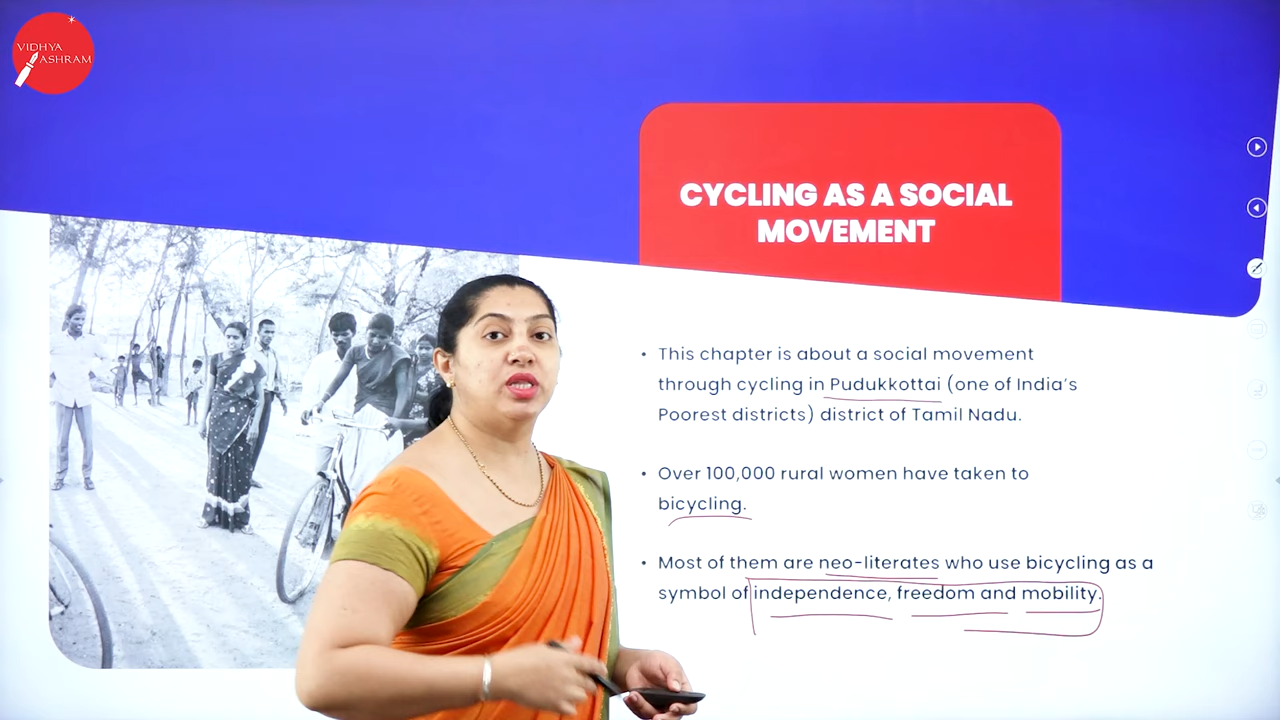 VIDHYA
ASHRAM
CYCLING AS A SOCIAL
MOVEMENT
• This chapter is about a social movement
through cycling in Pudukkottai (one of India's
Poorest districts) district of Tamil Nadu.
• Over 100,000 rural women have taken to
bicycling.
• Most of them are neo-literates who use bicycling as a
symbol of independence, freedom and mobility.